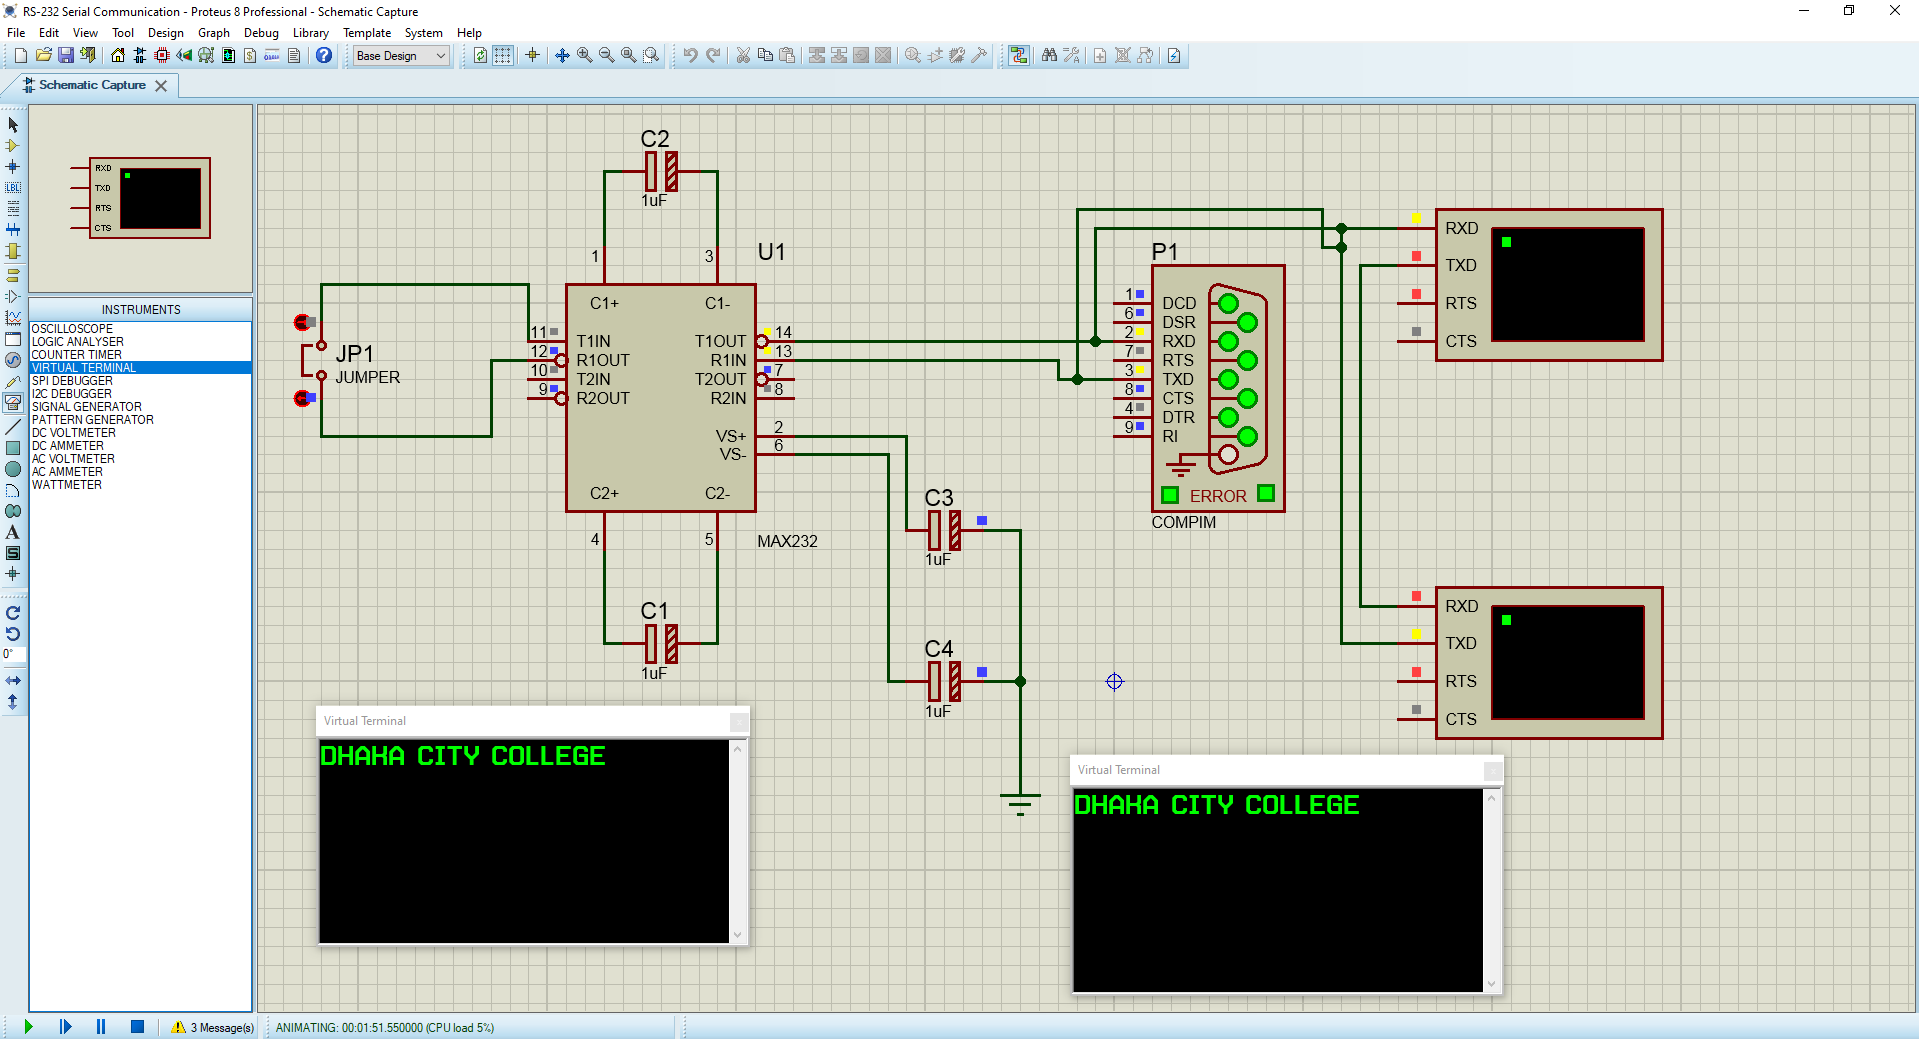 RS-232 Serial Communication - Proteus 8 Professional - Schematic Capture
File Edit View Tool Design Graph Debug Library Template System Help
Base Design
Schematic Capture
RXD
TXD
RTS
CTS
INSTRUMENTS
OSCILLOSCOPE
LOGIC ANALYSER
COUNTER TIMER
VIRTUAL TERMINAL
SPI DEBUGGER
I2C DEBUGGER
SIGNAL GENERATOR
PATTERN GENERATOR
DC VOLTMETER
DC AMMETER
AC VOLTMETER
AC AMMETER
WATTMETER
0°
C2
1uF
1 3
U1
C1+ C1-
11 T1IN T1OUT 14
12 R1OUT R1IN 13
10 T2IN T2OUT 7
9 R2OUT R2IN 8
VS+ 2
VS- 6
C2+ C2-
4 5
MAX232
JP1
JUMPER
C1
1uF
C3
1uF
C4
1uF
P1
1 DCD
6 DSR
2 RXD
7 RTS
3 TXD
8 CTS
4 DTR
9 RI
ERROR
COMPIM
RXD
TXD
RTS
CTS
RXD
TXD
RTS
CTS
Virtual Terminal
DHAKA CITY COLLEGE
Virtual Terminal
DHAKA CITY COLLEGE
3 Message(s)
ANIMATING: 00:01:51.550000 (CPU load 5%)